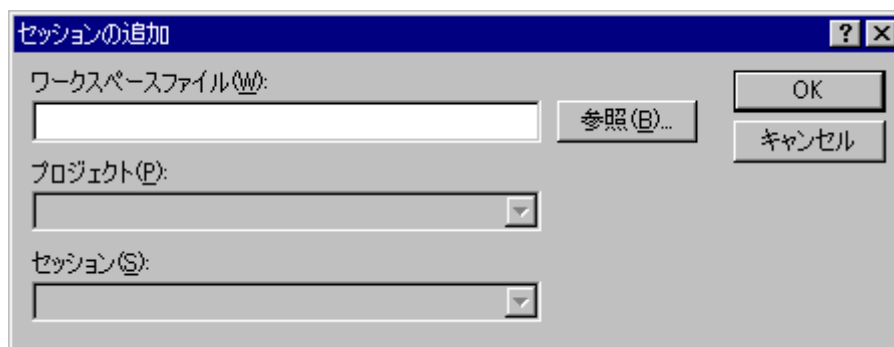 セッションの追加
ワークスペースファイル(W):
参照(B)...
OK
キャンセル
プロジェクト(P):
セッション(S):